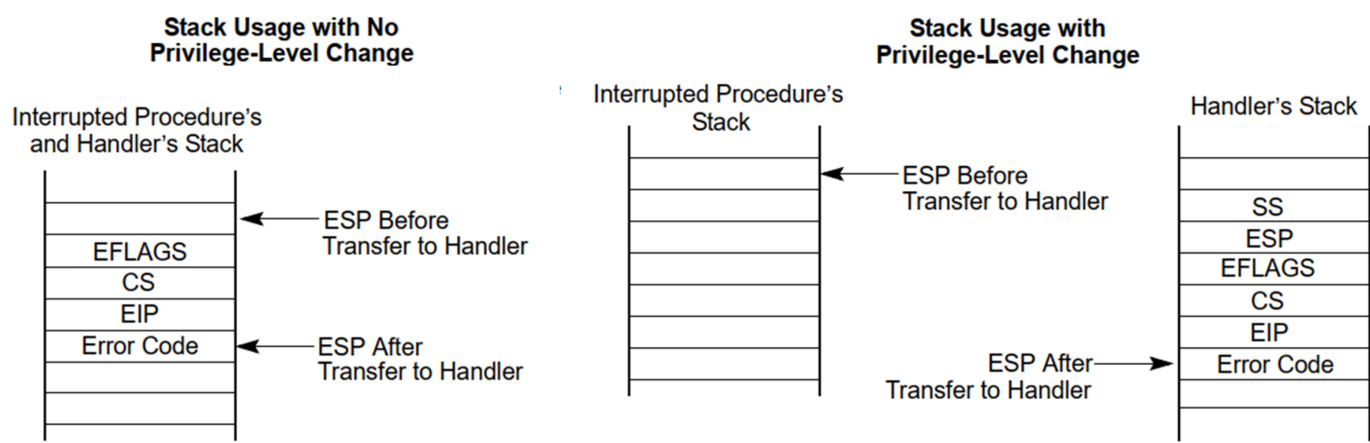 Stack Usage with No
Privilege-Level Change
Interrupted Procedure's
and Handler's Stack
ESP Before
Transfer to Handler
EFLAGS
CS
EIP
Error Code
ESP After
Transfer to Handler
Stack Usage with
Privilege-Level Change
Interrupted Procedure's
Stack
ESP Before
Transfer to Handler
Handler's Stack
SS
ESP
EFLAGS
CS
EIP
Error Code
ESP After
Transfer to Handler